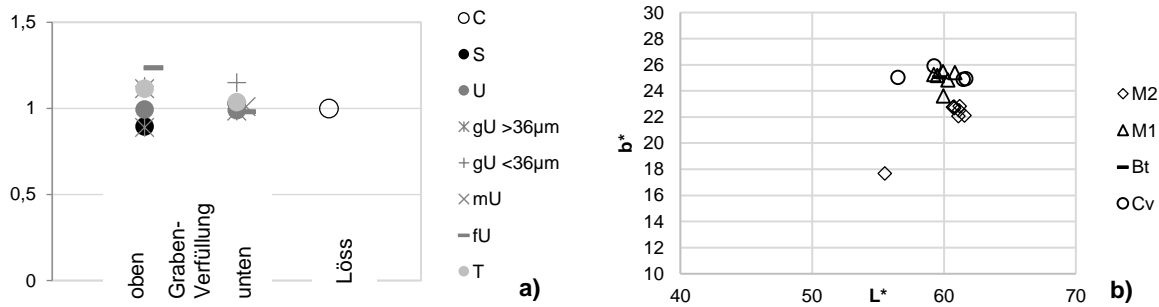 1,5
1
0,5
0
oben
Graben-
Verfüllung
unten
Löss
C
S
U
gU >36µm
gU <36µm
mU
fU
T
a)
30
28
26
24
22
20
18
16
14
12
10
b*
40
50
60
70
L*
M2
M1
Bt
Cv
b)